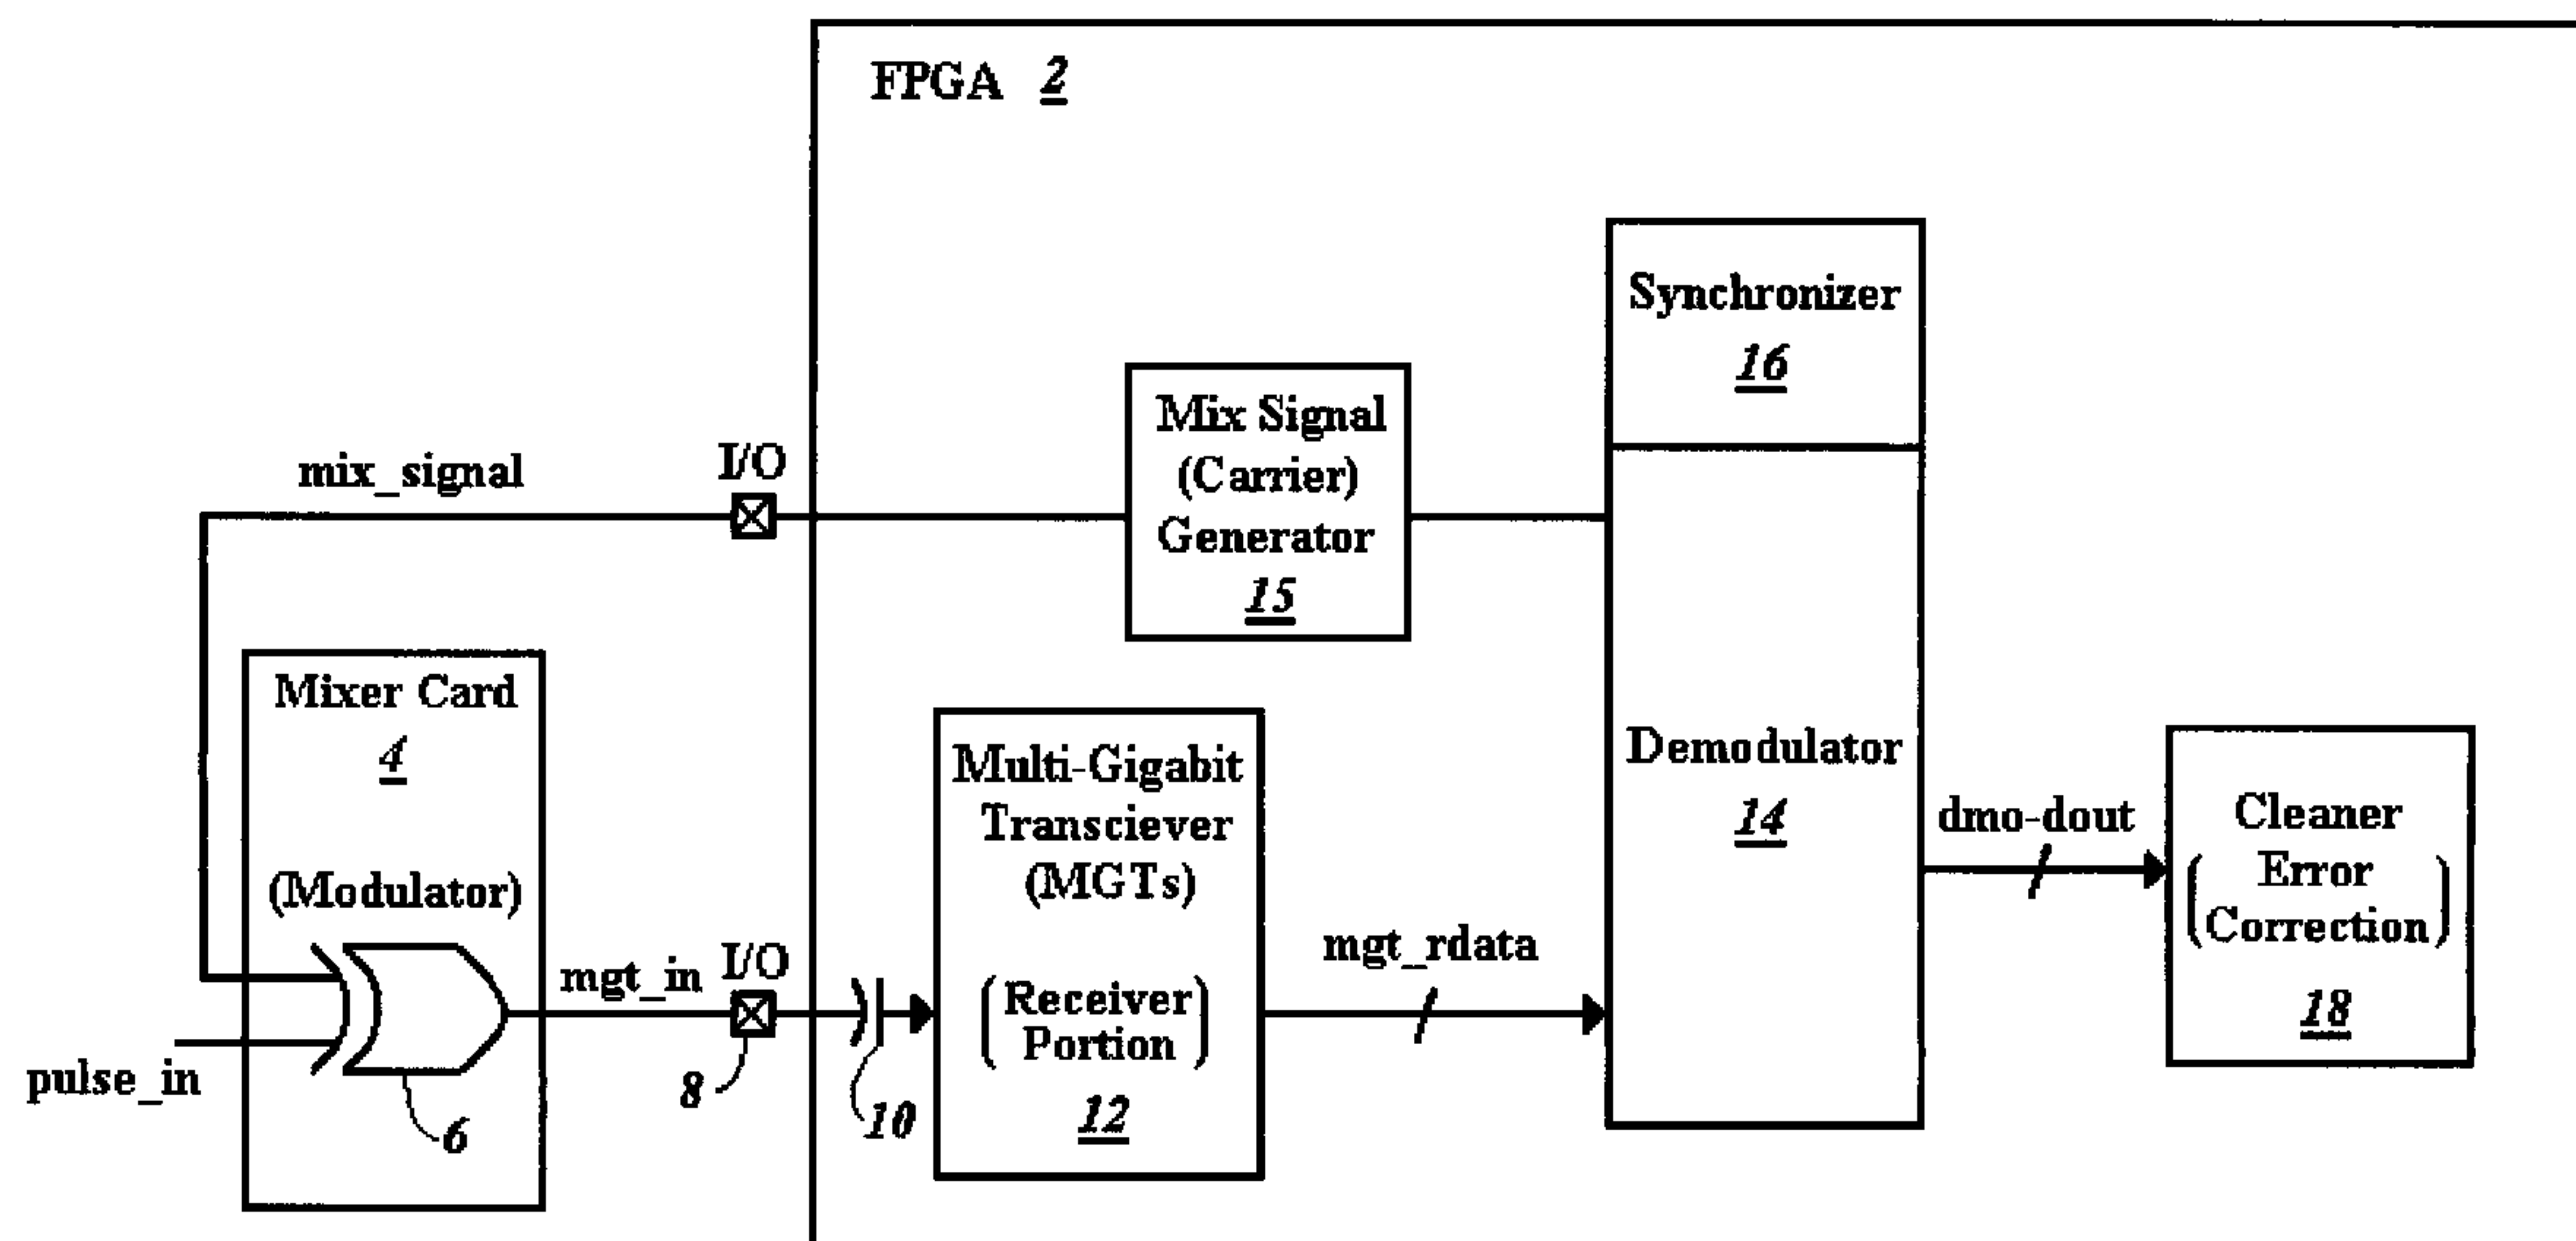 FPGA 2
Synchronizer
16
Mix Signal
(Carrier)
Generator
15
mix_signal
I/O
Mixer Card
4
(Modulator)
6
pulse_in
mgt_in
I/O
8
10
Multi-Gigabit
Transciever
(MGTs)
(Receiver
Portion)
12
mgt_rdata
Demodulator
14
dmo-dout
Cleaner
(Error
Correction)
18